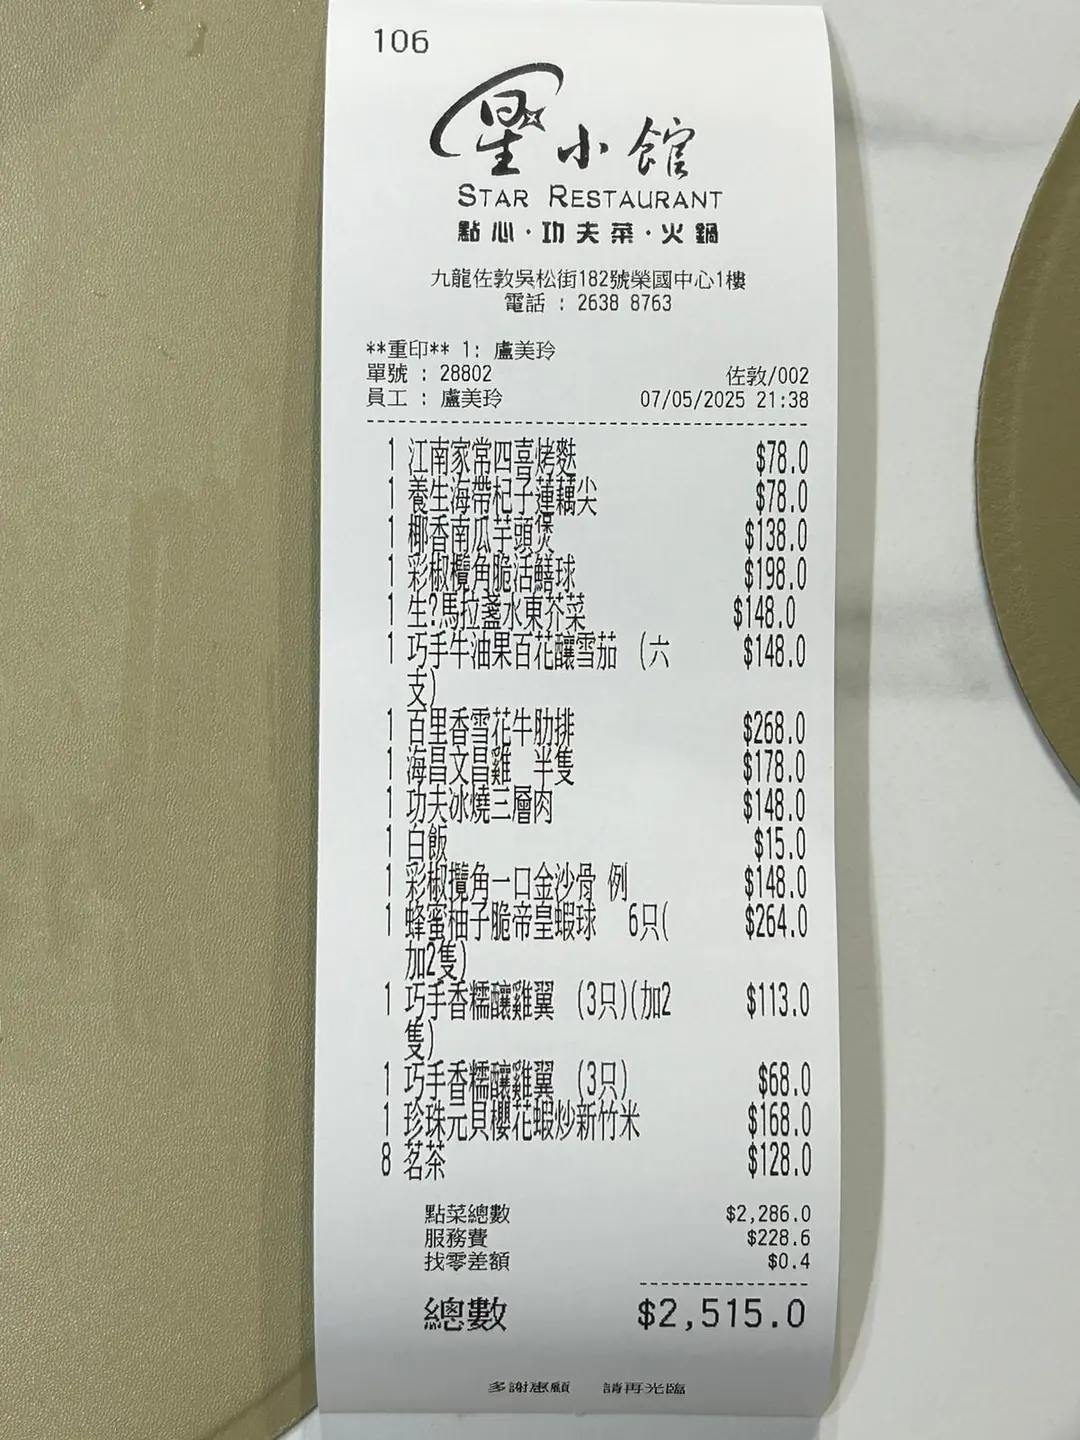 106
星小館
STAR RESTAURANT
點心·功夫菜·火鍋
九龍佐敦吳松街182號榮國中心1樓
電話 : 2638 8763
**重印** 1: 盧美玲
單號 : 28802 佐敦/002
員工 : 盧美玲 07/05/2025 21:38
1 江南家常四喜烤麩 $78.0
1 養生海帶杞子蓮藕尖 $78.0
1 椰香南瓜芋頭煲 $138.0
1 彩椒欖角脆活鱔球 $198.0
1 生?馬拉盞水東芥菜 $148.0
1 巧手牛油果百花釀雪茄 (六 $148.0
支)
1 百里香雪花牛肋排 $268.0
1 海昌文昌雞 半隻 $178.0
1 功夫冰燒三層肉 $148.0
1 白飯 $15.0
1 彩椒攬角一口金沙骨 例 $148.0
1 蜂蜜柚子脆帝皇蝦球 6只( $264.0
加2隻)
1 巧手香糯釀雞翼 (3只)(加2 $113.0
隻)
1 巧手香糯釀雞翼 (3只) $68.0
1 珍珠元貝櫻花蝦炒新竹米 $168.0
8 茗茶 $128.0
點菜總數 $2,286.0
服務費 $228.6
找零差額 $0.4
總數 $2,515.0
多謝惠顧 請再光臨